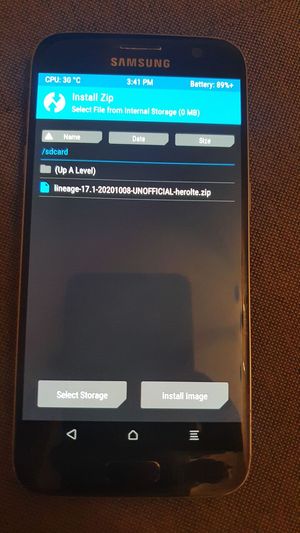 SAMSUNG
CPU: 30 °C 3:41 PM Battery: 89%+
Install Zip
Select File from Internal Storage (0 MB)
Name Date Size
/sdcard
(Up A Level)
lineage-17.1-20201008-UNOFFICIAL-herolte.zip
Select Storage Install Image